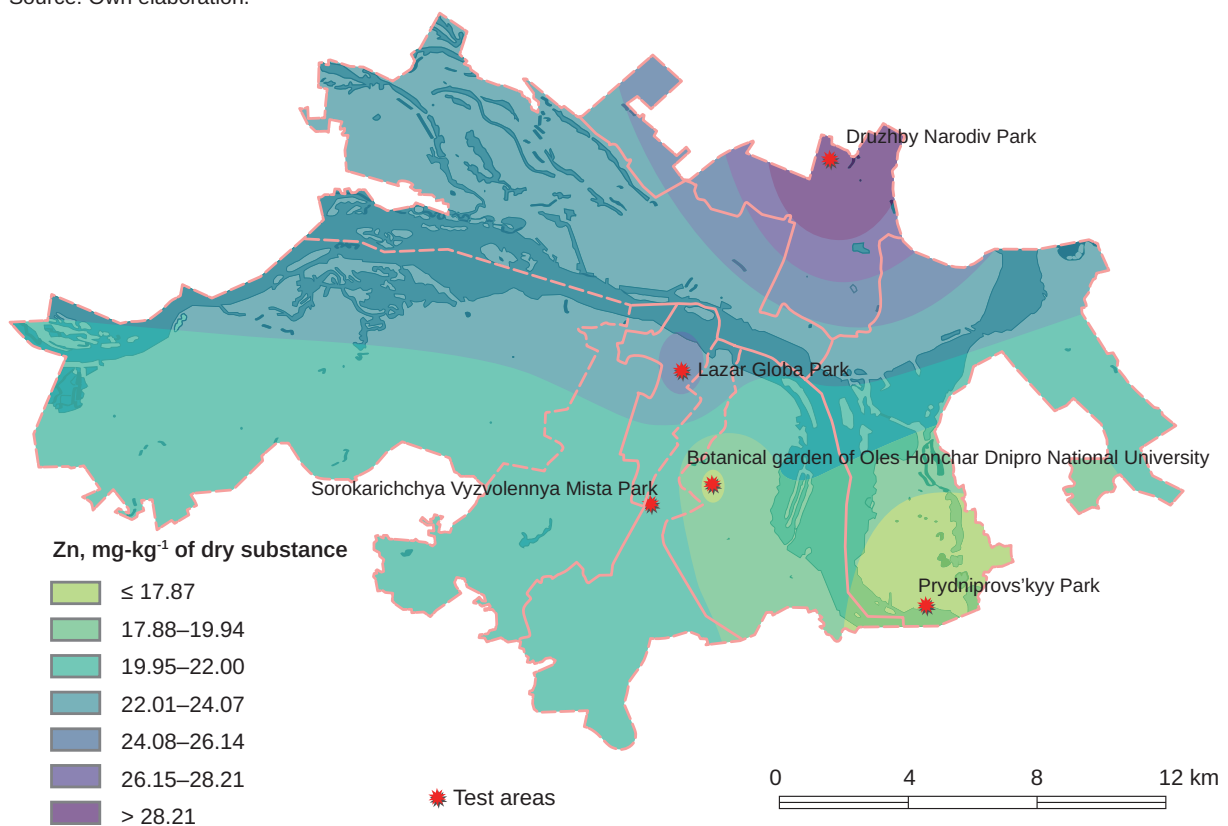 Source: Own elaboration.
Druzhby Narodiv Park
Lazar Globa Park
Botanical garden of Oles Honchar Dnipro National University
Sorokarichchya Vyzvolennya Mista Park
Prydniprovs'kyy Park
Zn, mg-kg⁻¹ of dry substance
≤ 17.87
17.88–19.94
19.95–22.00
22.01–24.07
24.08–26.14
26.15–28.21
> 28.21
Test areas
0 4 8 12 km